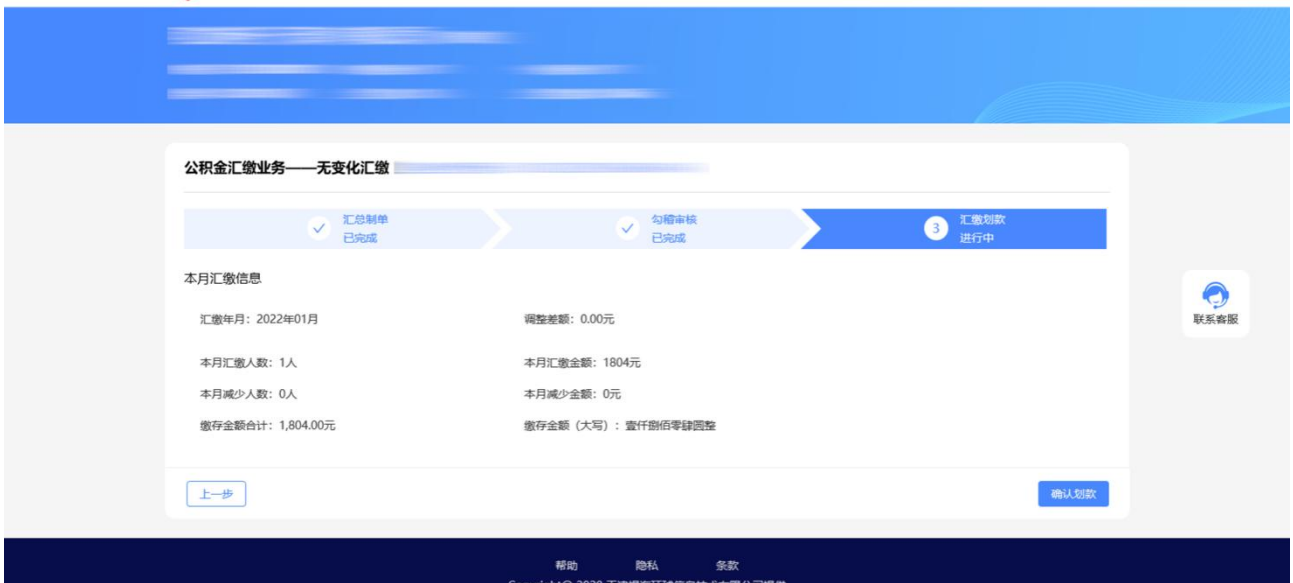 公积金汇缴业务——无变化汇缴
汇总制单
已完成
勾稽审核
已完成
3
汇缴划款
进行中
本月汇缴信息
汇缴年月：2022年01月
调整差额：0.00元
本月汇缴人数：1人
本月汇缴金额：1804元
本月减少人数：0人
本月减少金额：0元
缴存金额合计：1,804.00元
缴存金额（大写）：壹仟捌佰零肆圆整
上一步
确认划款
联系客服
帮助
隐私
条款